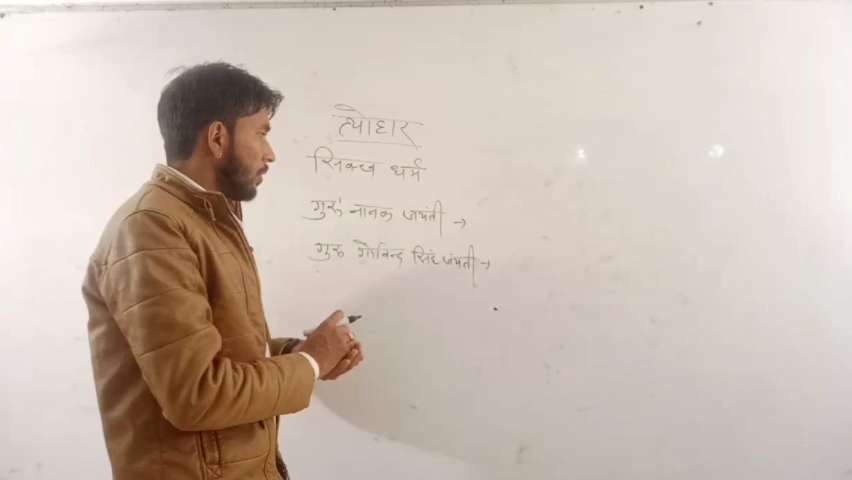 त्योहार
सिक्ख धर्म
गुरु नानक जयंती →
गुरु गोविन्द सिंह जयंती →